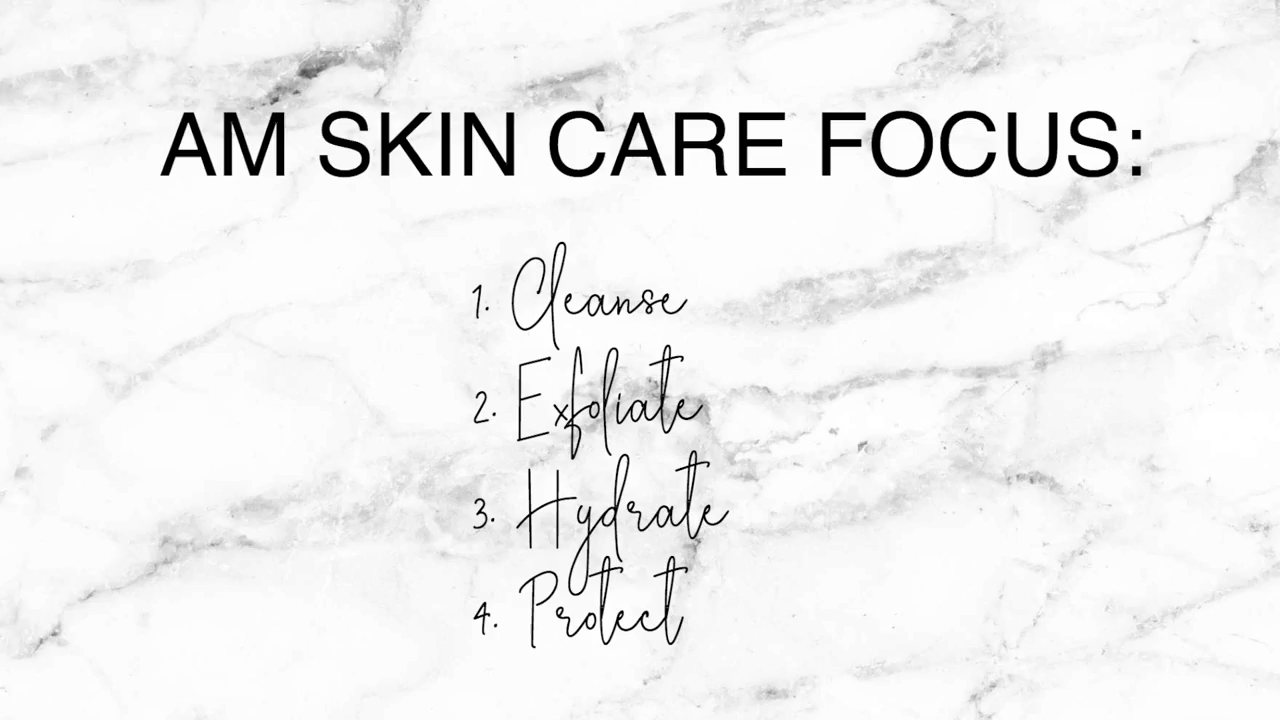 AM SKIN CARE FOCUS:
1. Cleanse
2. Exfoliate
3. Hydrate
4. Protect